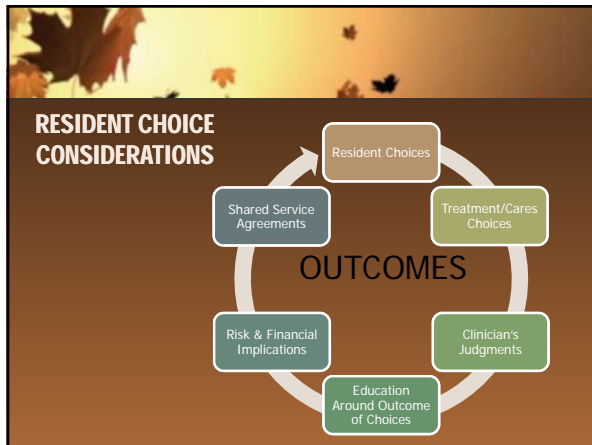 RESIDENT CHOICE
CONSIDERATIONS
Resident Choices
Treatment/Cares
Choices
Clinician's
Judgments
Education
Around Outcome
of Choices
Risk & Financial
Implications
Shared Service
Agreements
OUTCOMES